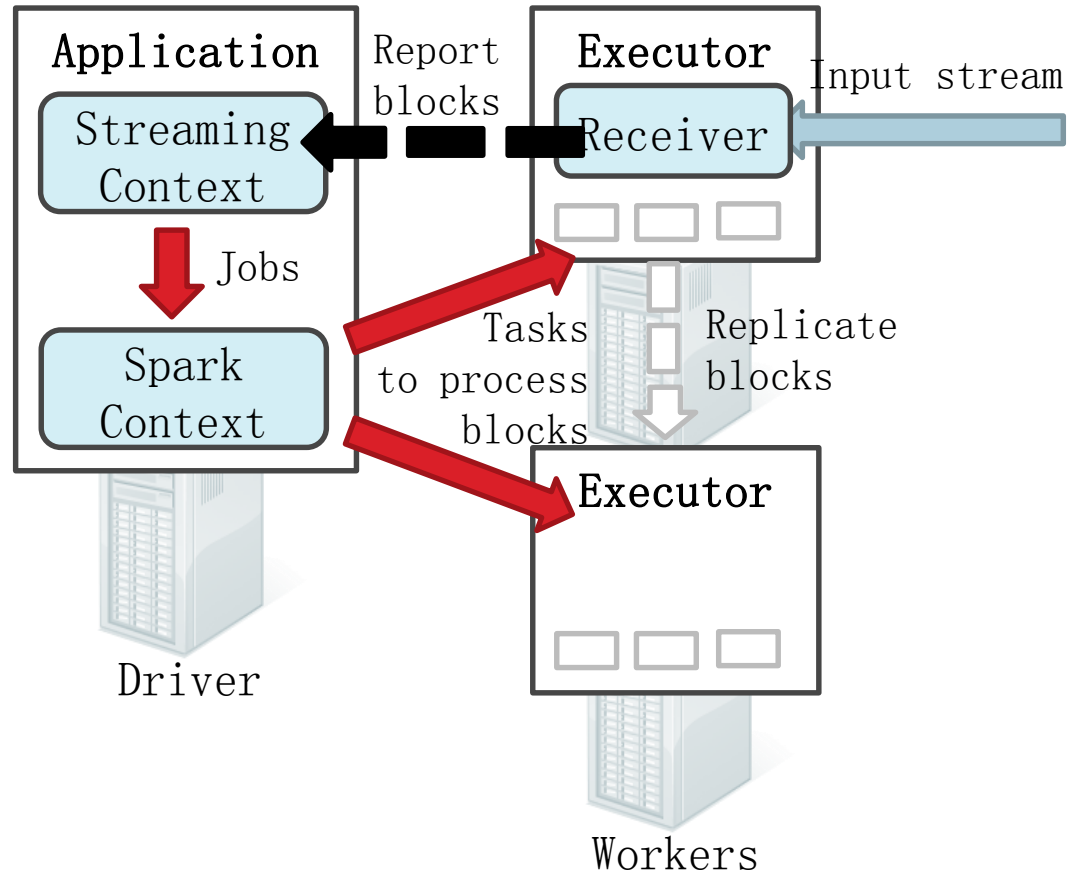 Application
Streaming
Context
Jobs
Spark
Context
Driver
Report
blocks
Executor
Receiver
Input stream
Tasks
to process
blocks
Replicate
blocks
Executor
Workers